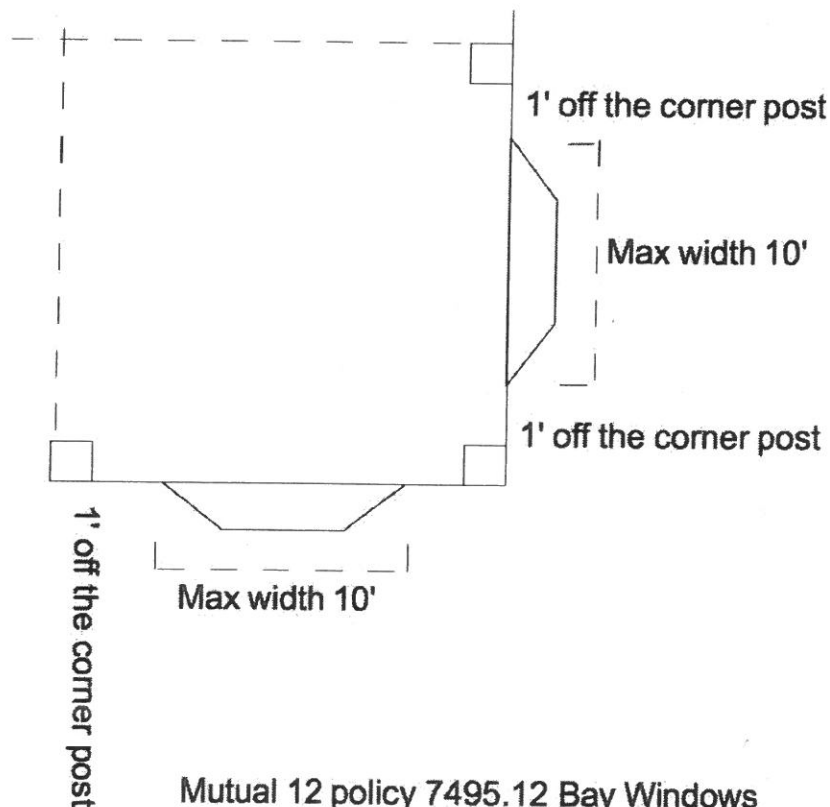 1' off the corner post
Max width 10'
1' off the corner post
Max width 10'
1' off the corner post
Mutual 12 policy 7495.12 Bay Windows